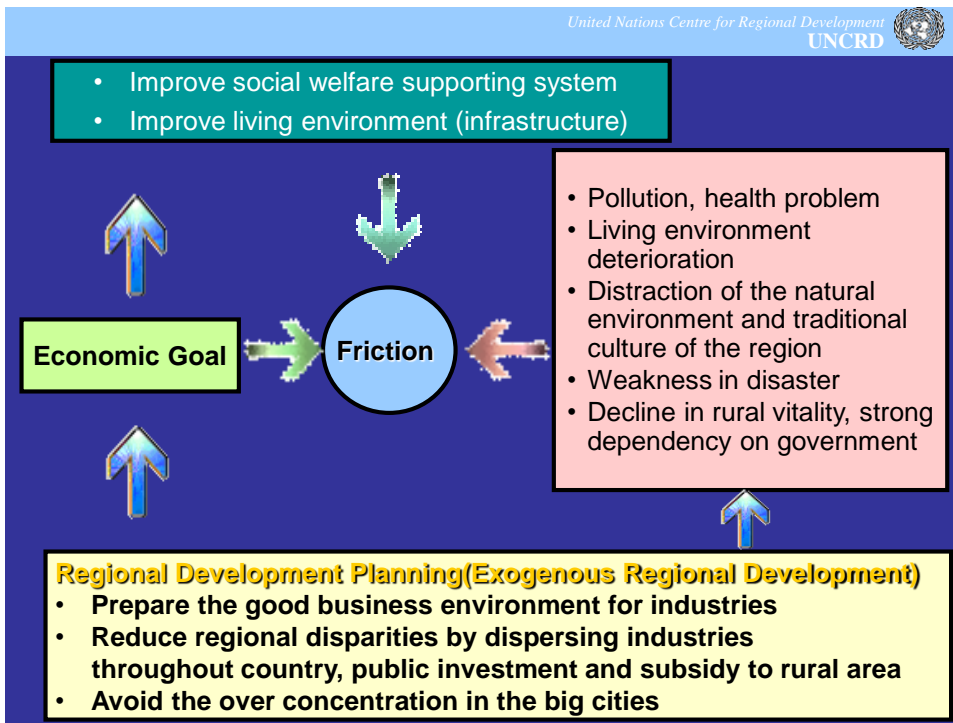 United Nations Centre for Regional Development
UNCRD
• Improve social welfare supporting system
• Improve living environment (infrastructure)
• Pollution, health problem
• Living environment
deterioration
• Distraction of the natural
environment and traditional
culture of the region
• Weakness in disaster
• Decline in rural vitality, strong
dependency on government
Economic Goal
Friction
Regional Development Planning(Exogenous Regional Development)
• Prepare the good business environment for industries
• Reduce regional disparities by dispersing industries
throughout country, public investment and subsidy to rural area
• Avoid the over concentration in the big cities